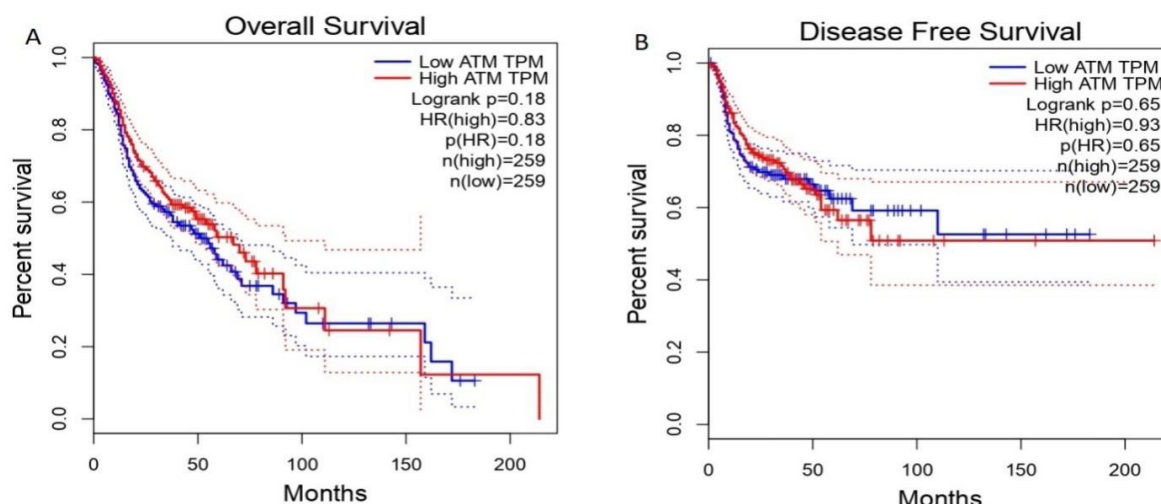 A
Overall Survival
Low ATM TPM
High ATM TPM
Logrank p=0.18
HR(high)=0.83
p(HR)=0.18
n(high)=259
n(low)=259
Percent survival
1.0
0.8
0.6
0.4
0.2
0.0
0 50 100 150 200
Months
B
Disease Free Survival
Low ATM TPM
High ATM TPM
Logrank p=0.65
HR(high)=0.93
p(HR)=0.65
n(high)=259
n(low)=259
Percent survival
1.0
0.8
0.6
0.4
0.2
0.0
0 50 100 150 200
Months